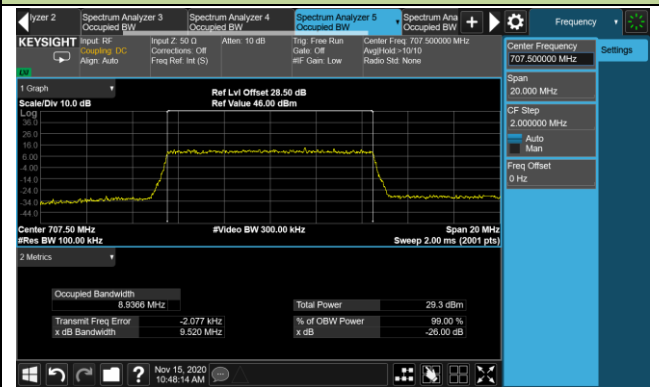 lyzer 2
Spectrum Analyzer 3
Occupied BW
Spectrum Analyzer 4
Occupied BW
Spectrum Analyzer 5
Occupied BW
Spectrum Ana
Occupied BW
Frequency
KEYSIGHT
Input: RF
Coupling: DC
Align: Auto
Input Z: 50 Ω
Corrections: Off
Freq Ref: Int (S)
Atten: 10 dB
Trig: Free Run
Gate: Off
#IF Gain: Low
Center Freq: 707.500000 MHz
Avg|Hold:>10/10
Radio Std: None
1 Graph
Scale/Div 10.0 dB
Ref Lvl Offset 28.50 dB
Ref Value 46.00 dBm
Log
36.0
26.0
16.0
6.00
-4.00
-14.0
-24.0
-34.0
-44.0
Center 707.50 MHz
#Res BW 100.00 kHz
#Video BW 300.00 kHz
Span 20 MHz
Sweep 2.00 ms (2001 pts)
2 Metrics
Occupied Bandwidth
8.9366 MHz
Total Power 29.3 dBm
Transmit Freq Error -2.077 kHz
% of OBW Power 99.00 %
x dB Bandwidth 9.520 MHz
x dB -26.00 dB
Center Frequency
707.500000 MHz
Settings
Span
20.000 MHz
CF Step
2.000000 MHz
Auto
Man
Freq Offset
0 Hz
?
Nov 15, 2020
10:48:14 AM